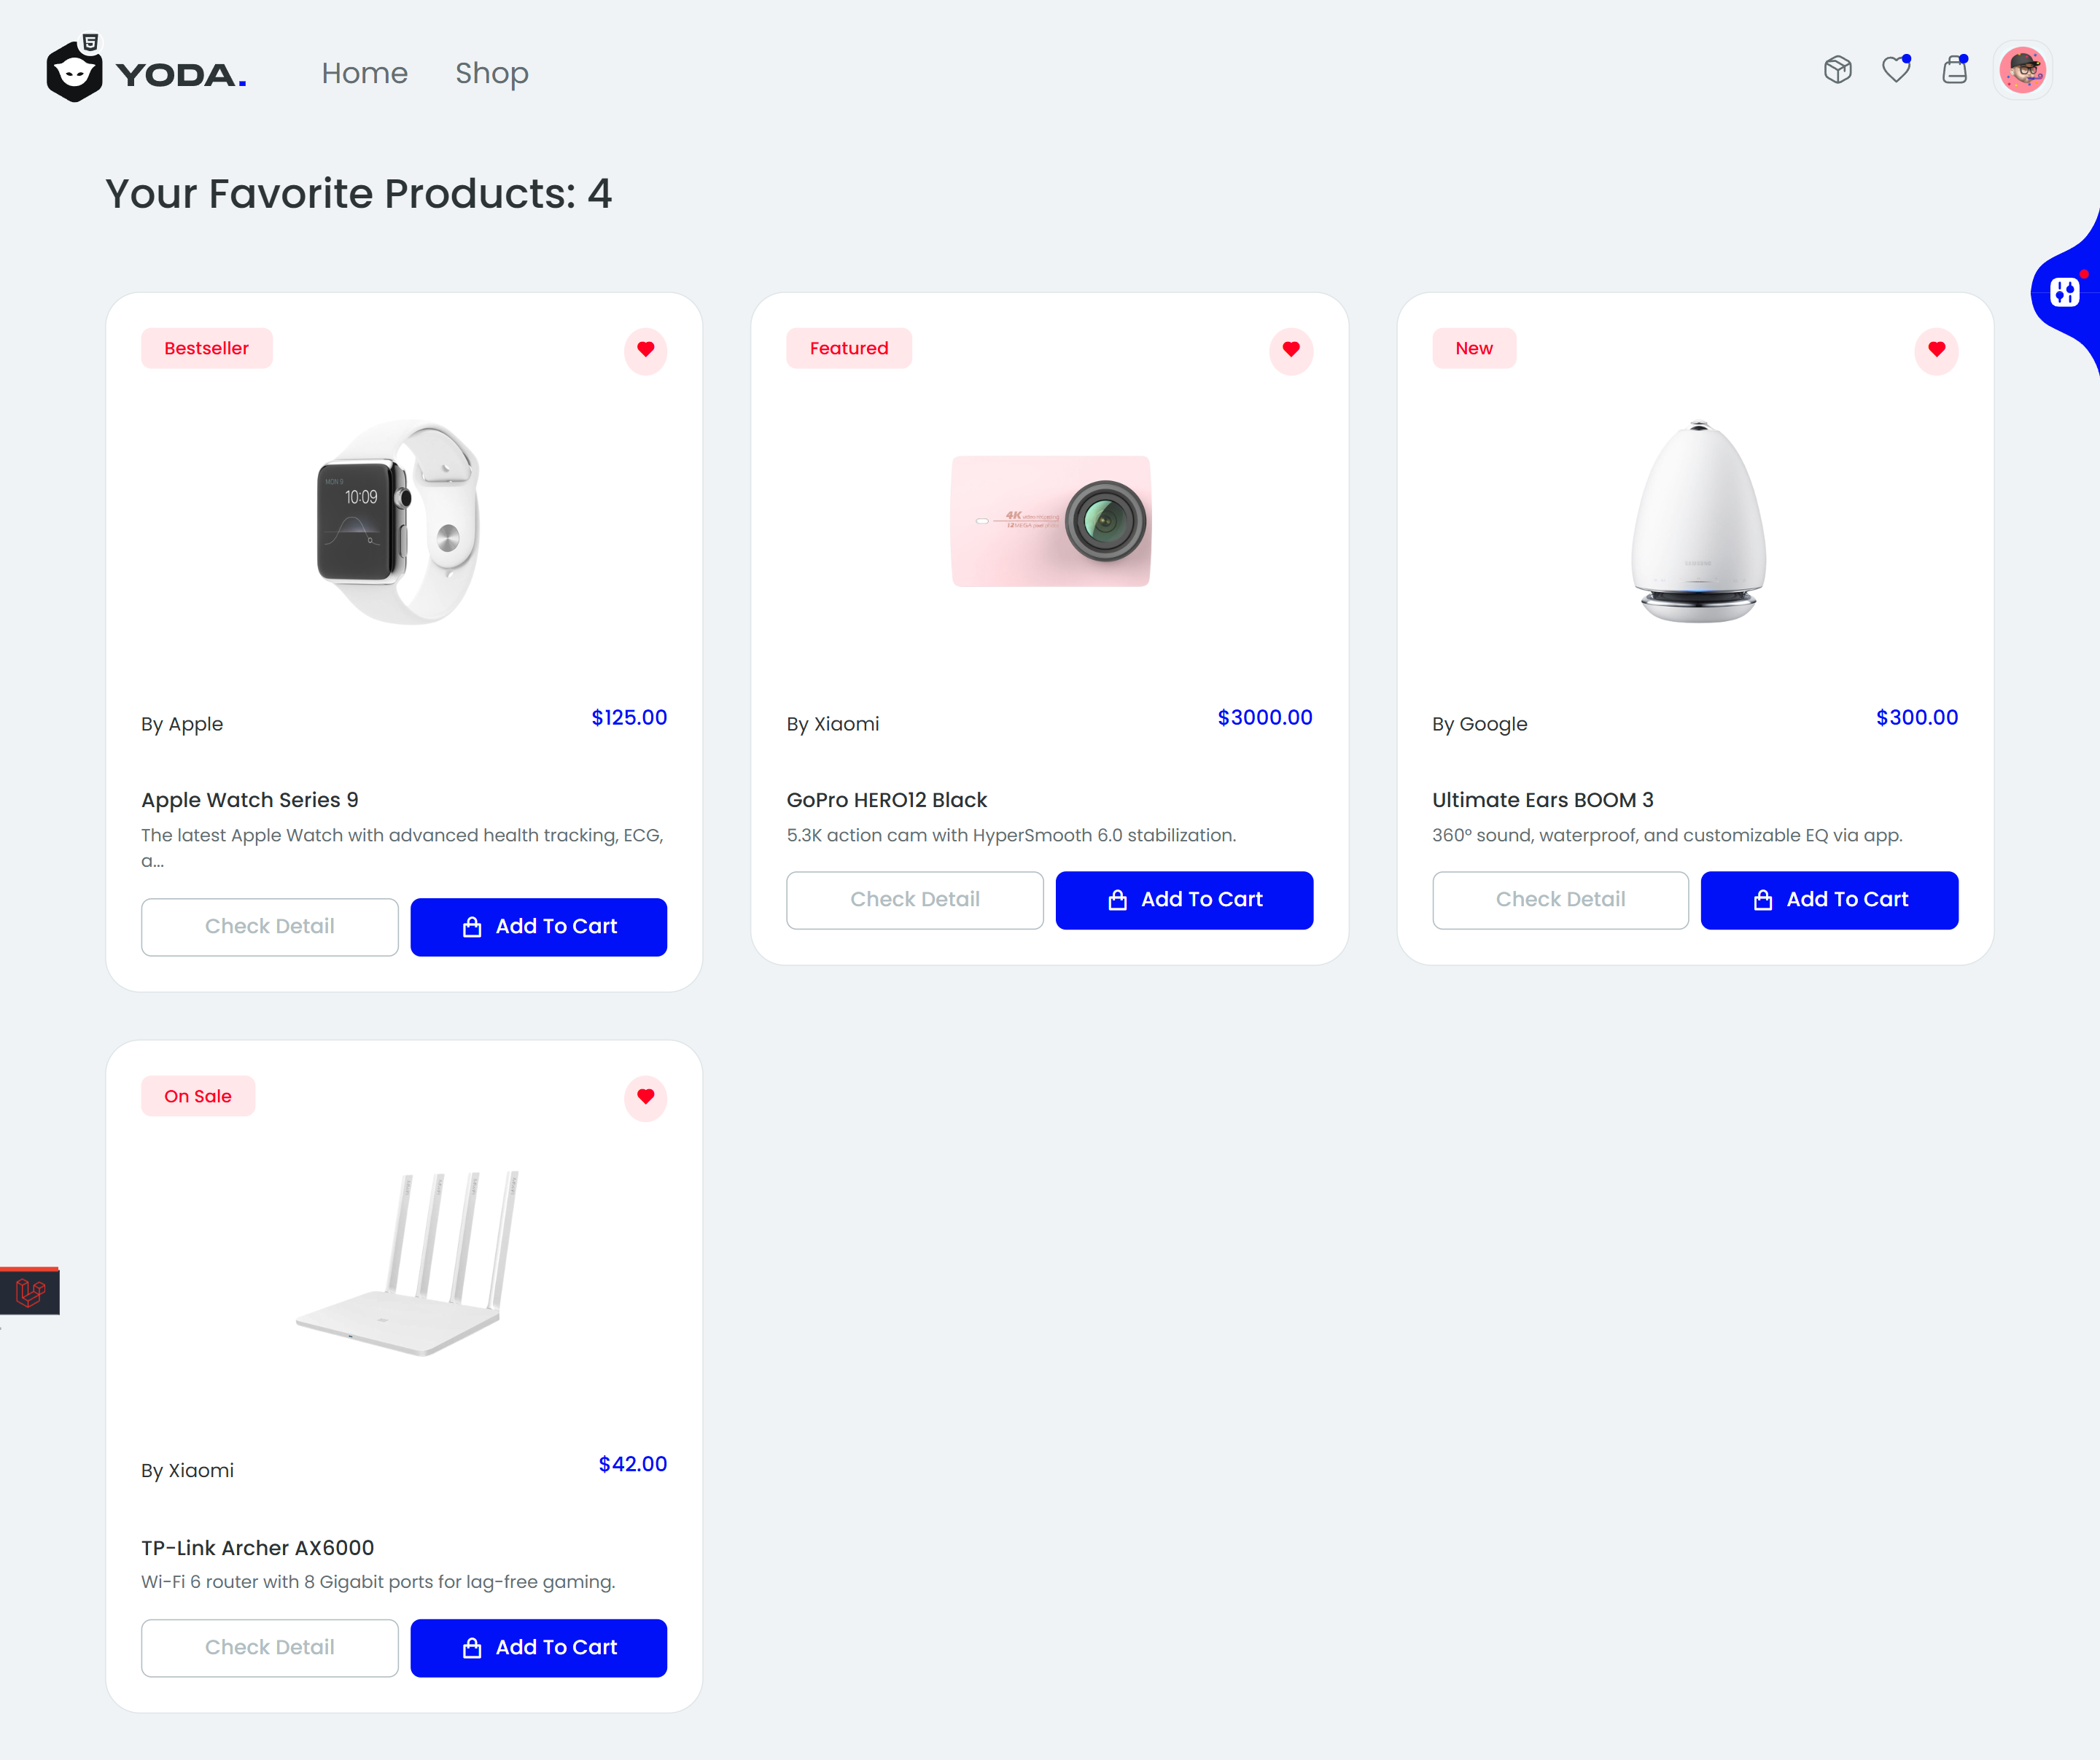 YODA.
Home
Shop
Your Favorite Products: 4
Bestseller
MON 9
10:09
By Apple
$125.00
Apple Watch Series 9
The latest Apple Watch with advanced health tracking, ECG,
a...
Check Detail
Add To Cart
Featured
4K
By Xiaomi
$3000.00
GoPro HERO12 Black
5.3K action cam with HyperSmooth 6.0 stabilization.
Check Detail
Add To Cart
New
SAMSUNG
By Google
$300.00
Ultimate Ears BOOM 3
360° sound, waterproof, and customizable EQ via app.
Check Detail
Add To Cart
On Sale
By Xiaomi
$42.00
TP-Link Archer AX6000
Wi-Fi 6 router with 8 Gigabit ports for lag-free gaming.
Check Detail
Add To Cart